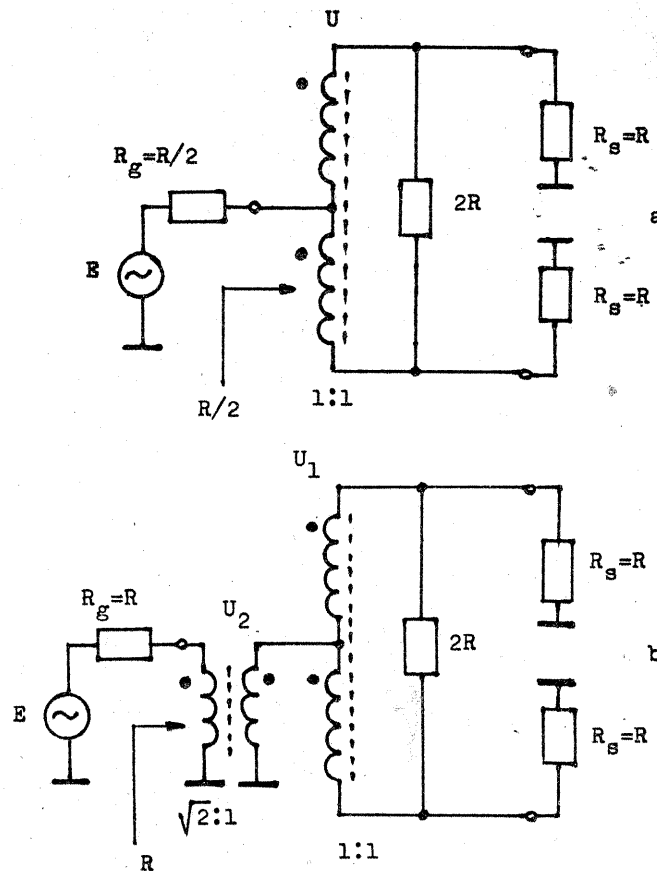 U
R_g=R/2
R_s=R
2R
a
E
R_s=R
R/2
1:1
U_1
R_g=R
U_2
R_s=R
2R
b
E
R_s=R
√2:1
R
1:1